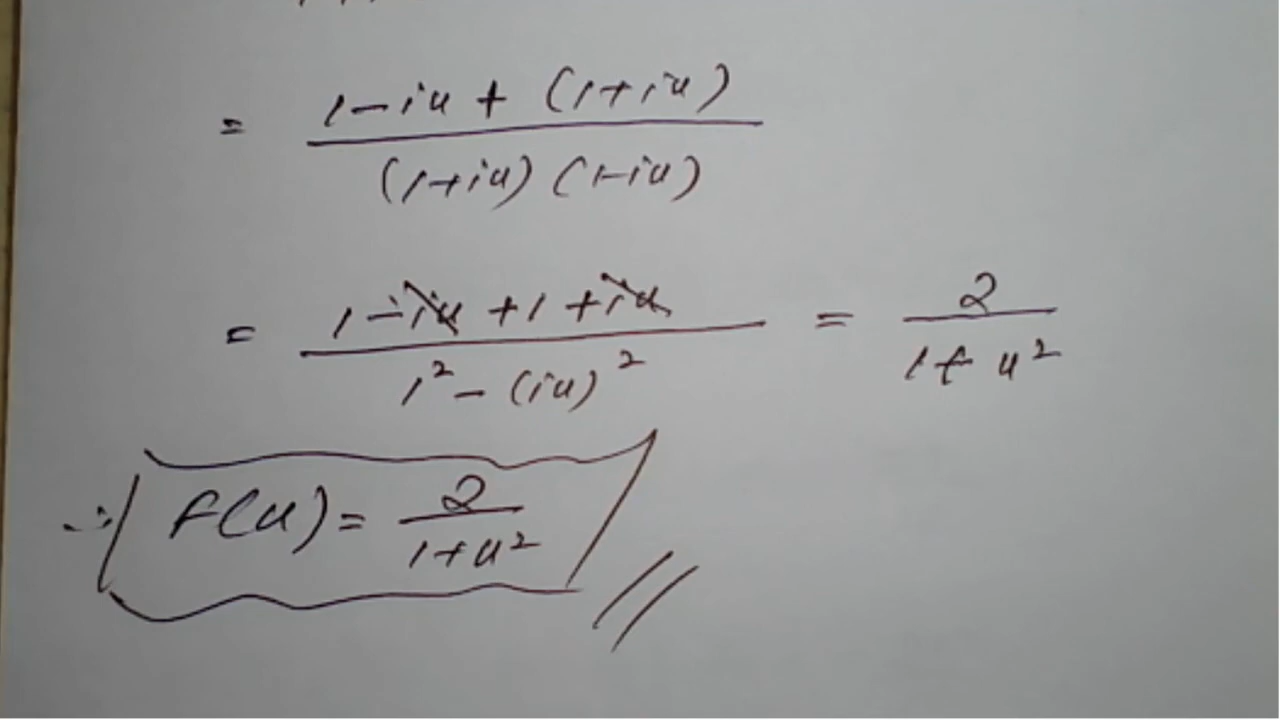 = (1-iu + (1+iu)) / ((1+iu) (1-iu))
= (1-iu +1 +iu) / (1² - (iu)²) = 2 / (1+u²)
∴ F(u) = 2 / (1+u²) //